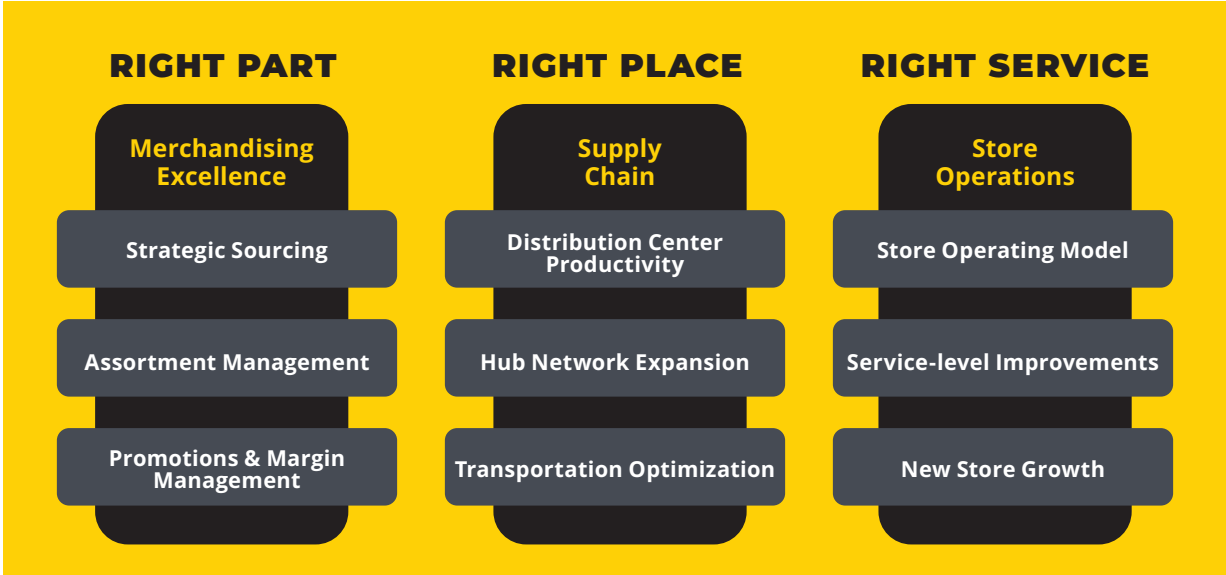 RIGHT PART
Merchandising
Excellence
Strategic Sourcing
Assortment Management
Promotions & Margin
Management
RIGHT PLACE
Supply
Chain
Distribution Center
Productivity
Hub Network Expansion
Transportation Optimization
RIGHT SERVICE
Store
Operations
Store Operating Model
Service-level Improvements
New Store Growth